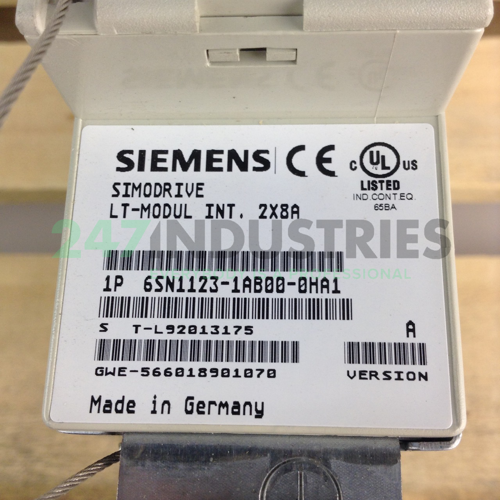 SIEMENS CE
C UL US
LISTED
IND.CONT.EQ.
65BA
SIMODRIVE
LT-MODUL INT. 2X8A
247INDUSTRIES
1P 6SN1123-1AB00-0HA1
S T-L92013175
A
GWE-566018901070
VERSION
Made in Germany